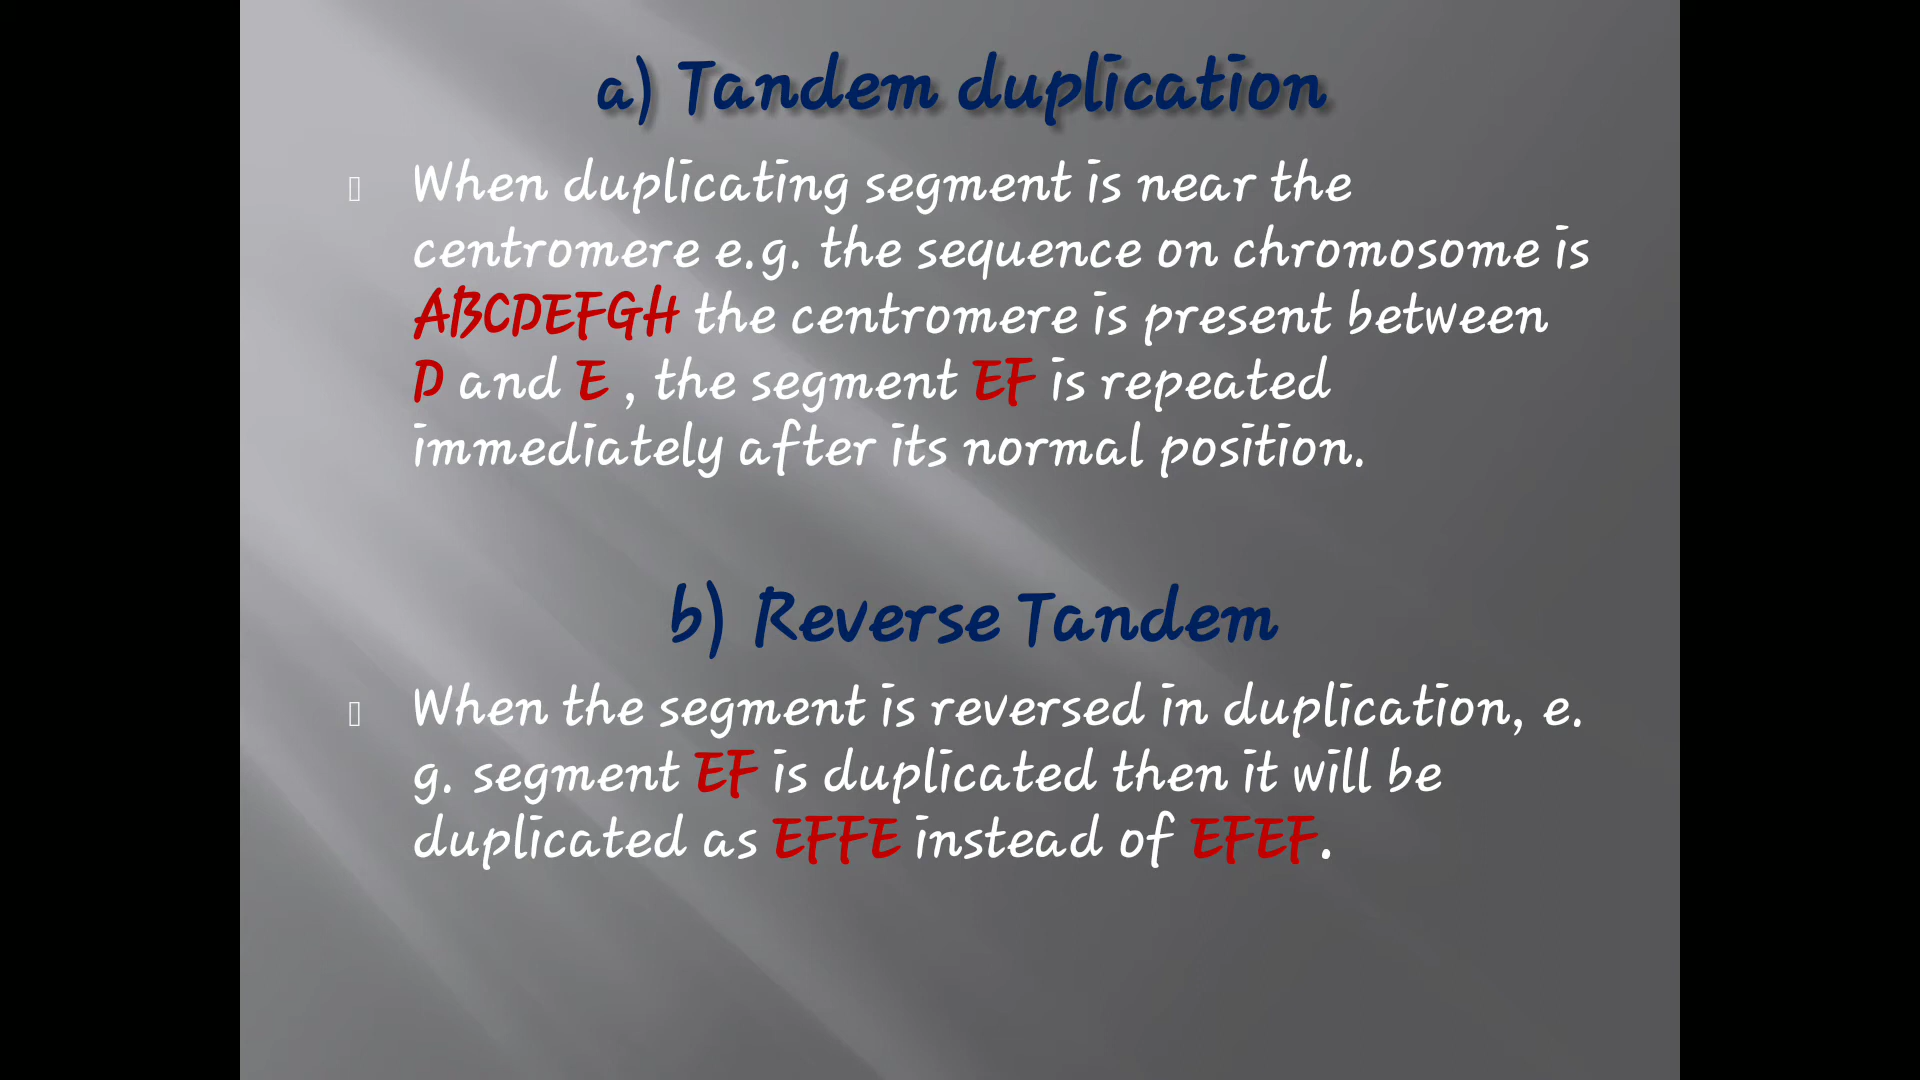 a) Tandem duplication
When duplicating segment is near the
centromere e.g. the sequence on chromosome is
ABCDEFGH the centromere is present between
D and E , the segment EF is repeated
immediately after its normal position.
b) Reverse Tandem
When the segment is reversed in duplication, e.
g. segment EF is duplicated then it will be
duplicated as EFFE instead of EFEF.